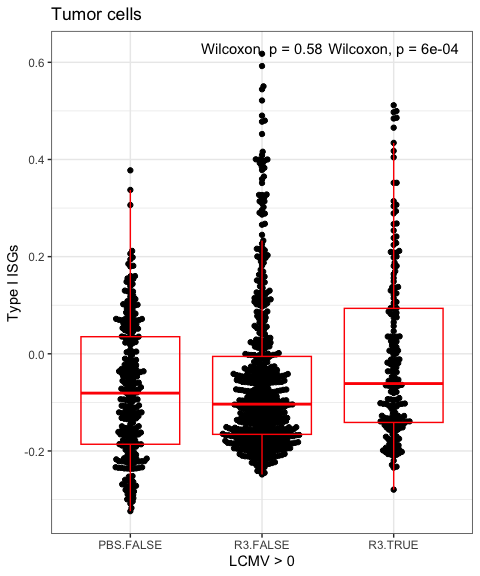 Tumor cells
Wilcoxon, p = 0.58 Wilcoxon, p = 6e-04
0.6
0.4
0.2
0.0
-0.2
Type I ISGs
PBS.FALSE R3.FALSE R3.TRUE
LCMV > 0